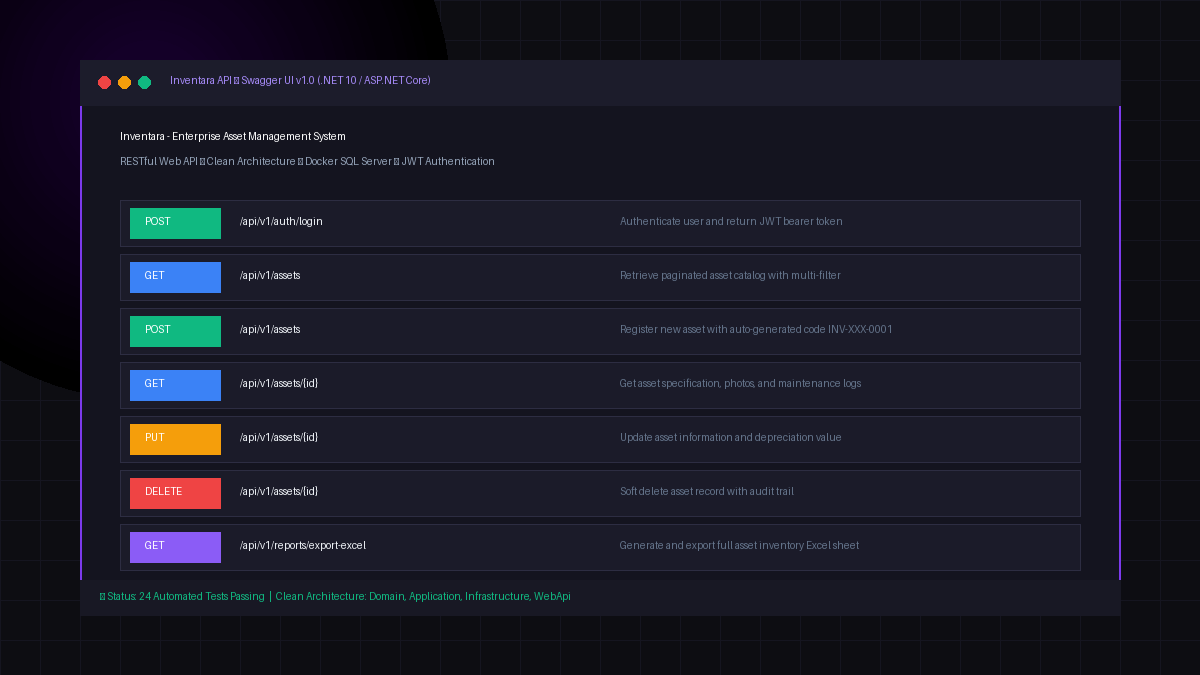 Inventara API ▯ Swagger UI v1.0 (.NET 10 / ASP.NET Core)
Inventara - Enterprise Asset Management System
RESTful Web API ▯ Clean Architecture ▯ Docker SQL Server ▯ JWT Authentication
POST /api/v1/auth/login Authenticate user and return JWT bearer token
GET /api/v1/assets Retrieve paginated asset catalog with multi-filter
POST /api/v1/assets Register new asset with auto-generated code INV-XXX-0001
GET /api/v1/assets/{id} Get asset specification, photos, and maintenance logs
PUT /api/v1/assets/{id} Update asset information and depreciation value
DELETE /api/v1/assets/{id} Soft delete asset record with audit trail
GET /api/v1/reports/export-excel Generate and export full asset inventory Excel sheet
▯ Status: 24 Automated Tests Passing | Clean Architecture: Domain, Application, Infrastructure, WebApi